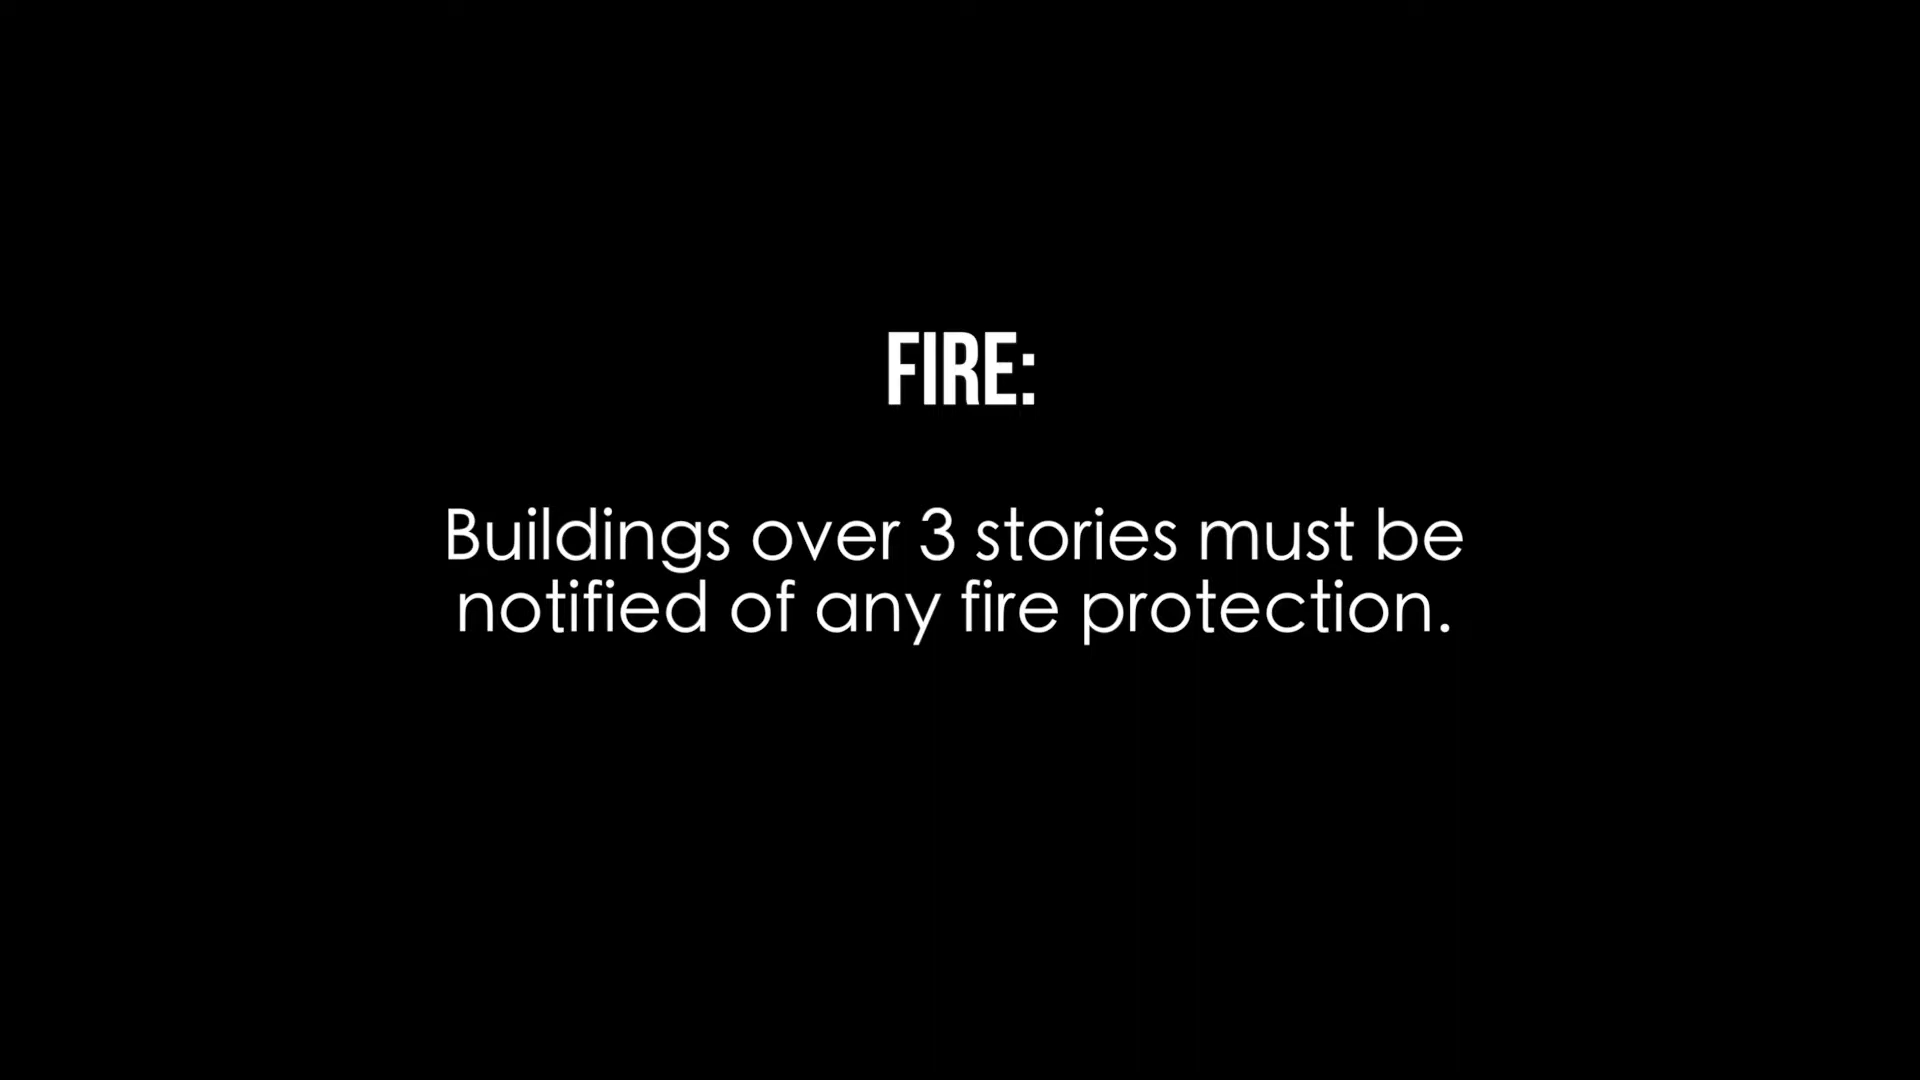 FIRE:
Buildings over 3 stories must be
notified of any fire protection.